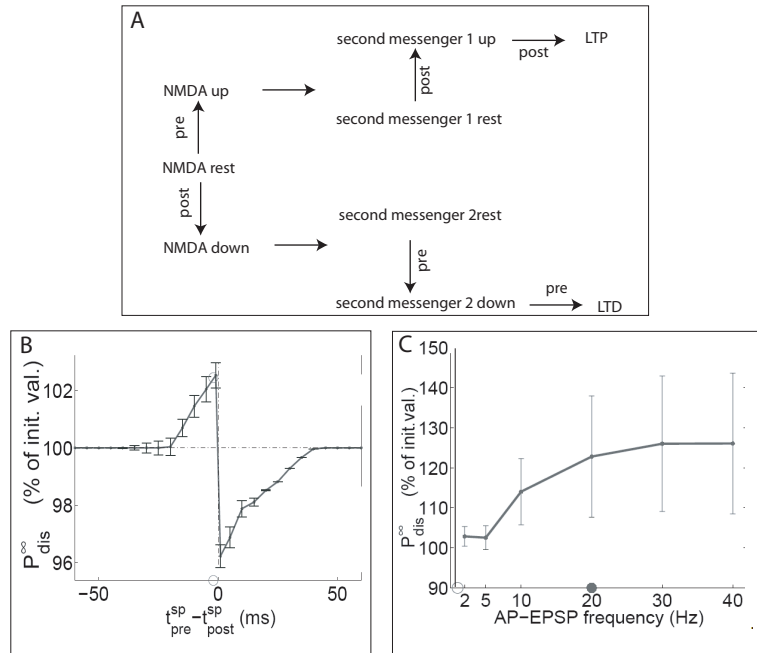 A
second messenger 1 up
post
LTP
NMDA up
post
pre
second messenger 1 rest
NMDA rest
post
second messenger 2rest
NMDA down
pre
second messenger 2 down
pre
LTD
B
P∞dis (% of init. val.)
102
100
98
96
−50
0
50
tsppre−tsppost (ms)
C
P∞dis (% of init. val.)
150
140
130
120
110
100
90
2 5 10 20 30 40
AP−EPSP frequency (Hz)